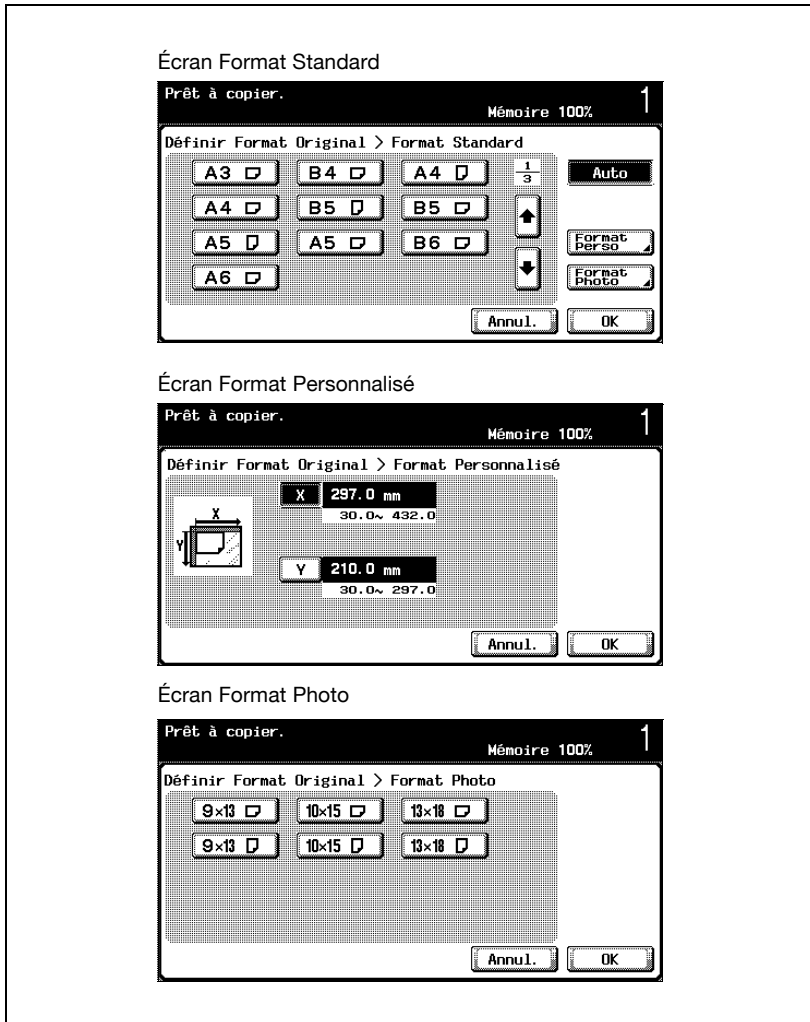 Écran Format Standard
Prêt à copier.
Mémoire 100% 1
Définir Format Original > Format Standard
A3 B4 A4 1/3 Auto
A4 B5 B5
A5 A5 B6 Format Perso
A6 Format Photo
Annul. OK
Écran Format Personnalisé
Prêt à copier.
Mémoire 100% 1
Définir Format Original > Format Personnalisé
X 297.0 mm
30.0~ 432.0
X
Y
Y 210.0 mm
30.0~ 297.0
Annul. OK
Écran Format Photo
Prêt à copier.
Mémoire 100% 1
Définir Format Original > Format Photo
9×13 10×15 13×18
9×13 10×15 13×18
Annul. OK